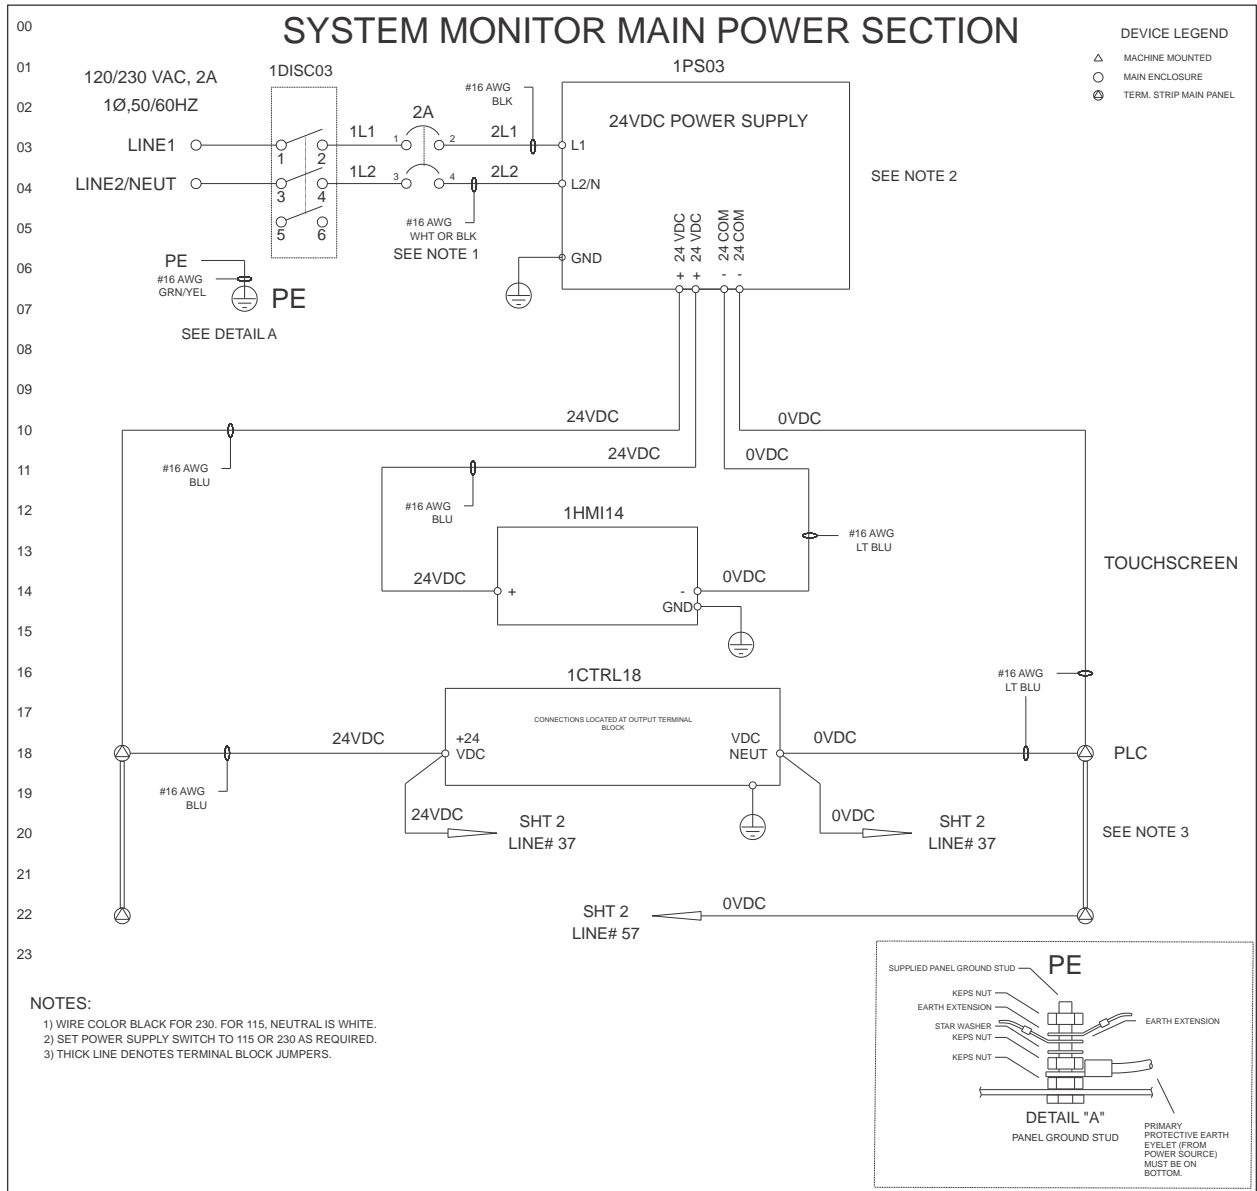 SYSTEM MONITOR MAIN POWER SECTION
00
01
02
03
04
05
06
07
08
09
10
11
12
13
14
15
16
17
18
19
20
21
22
23
DEVICE LEGEND
MACHINE MOUNTED
MAIN ENCLOSURE
TERM. STRIP MAIN PANEL
120/230 VAC, 2A
1Ø,50/60HZ
LINE1
LINE2/NEUT
1DISC03
1
2
3
4
5
6
1L1
1L2
2A
1
2
3
4
2L1
2L2
#16 AWG
BLK
#16 AWG
WHT OR BLK
SEE NOTE 1
PE
#16 AWG
GRN/YEL
PE
SEE DETAIL A
1PS03
24VDC POWER SUPPLY
L1
L2/N
GND
+ 24 VDC
+ 24 VDC
- 24 COM
- 24 COM
SEE NOTE 2
24VDC
0VDC
#16 AWG
BLU
24VDC
0VDC
#16 AWG
BLU
1HMI14
#16 AWG
LT BLU
TOUCHSCREEN
24VDC
+
-
0VDC
GND
1CTRL18
#16 AWG
LT BLU
CONNECTIONS LOCATED AT OUTPUT TERMINAL
BLOCK
24VDC
+24
VDC
VDC
NEUT
0VDC
PLC
#16 AWG
BLU
24VDC
SHT 2
LINE# 37
0VDC
SHT 2
LINE# 37
SEE NOTE 3
SHT 2
LINE# 57
0VDC
NOTES:
1) WIRE COLOR BLACK FOR 230. FOR 115, NEUTRAL IS WHITE.
2) SET POWER SUPPLY SWITCH TO 115 OR 230 AS REQUIRED.
3) THICK LINE DENOTES TERMINAL BLOCK JUMPERS.
PE
SUPPLIED PANEL GROUND STUD
KEPS NUT
EARTH EXTENSION
STAR WASHER
KEPS NUT
KEPS NUT
EARTH EXTENSION
DETAIL "A"
PANEL GROUND STUD
PRIMARY
PROTECTIVE EARTH
EYELET (FROM
POWER SOURCE)
MUST BE ON
BOTTOM.